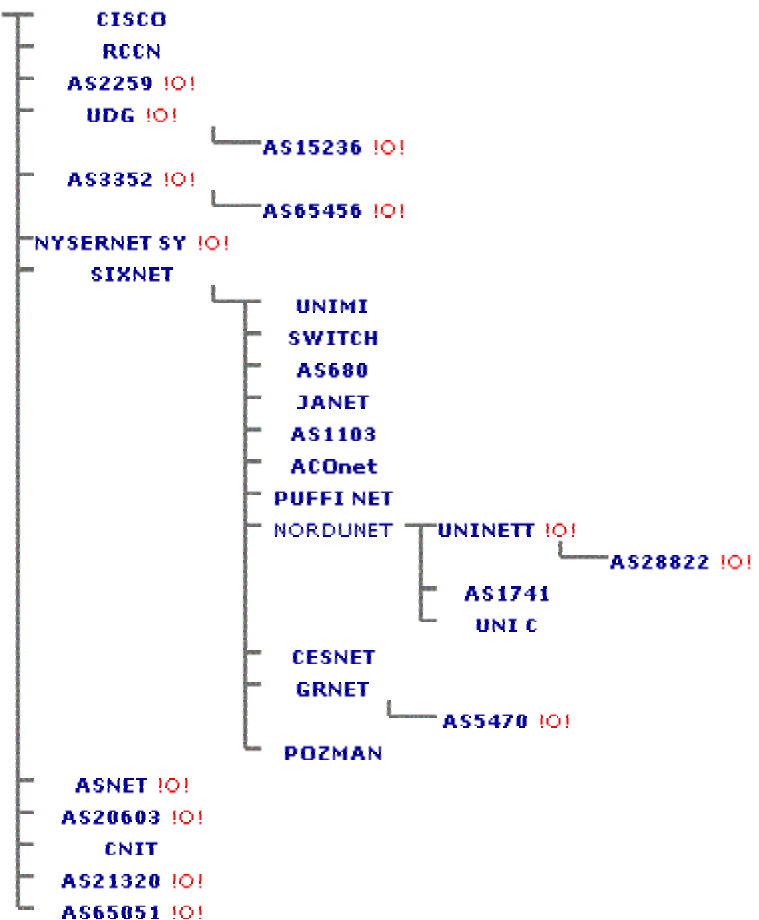 CISCO
RCCN
AS2259 !O!
UDG !O!
AS15236 !O!
AS3352 !O!
AS65456 !O!
NYSERNET SY !O!
SIXNET
UNIMI
SWITCH
AS680
JANET
AS1103
ACOnet
PUFFI NET
NORDUNET UNINETT !O!
AS28822 !O!
AS1741
UNI C
CESNET
GRNET
AS5470 !O!
POZMAN
ASNET !O!
AS20603 !O!
CNIT
AS21320 !O!
AS65051 !O!